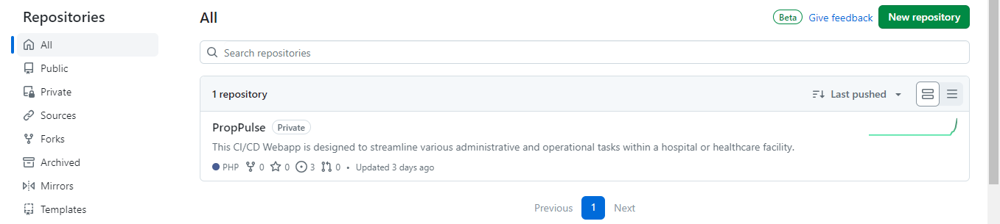 Repositories
All
Public
Private
Sources
Forks
Archived
Mirrors
Templates
All
Beta Give feedback New repository
Search repositories
1 repository Last pushed
PropPulse Private
This CI/CD Webapp is designed to streamline various administrative and operational tasks within a hospital or healthcare facility.
PHP 0 0 3 0 • Updated 3 days ago
Previous 1 Next